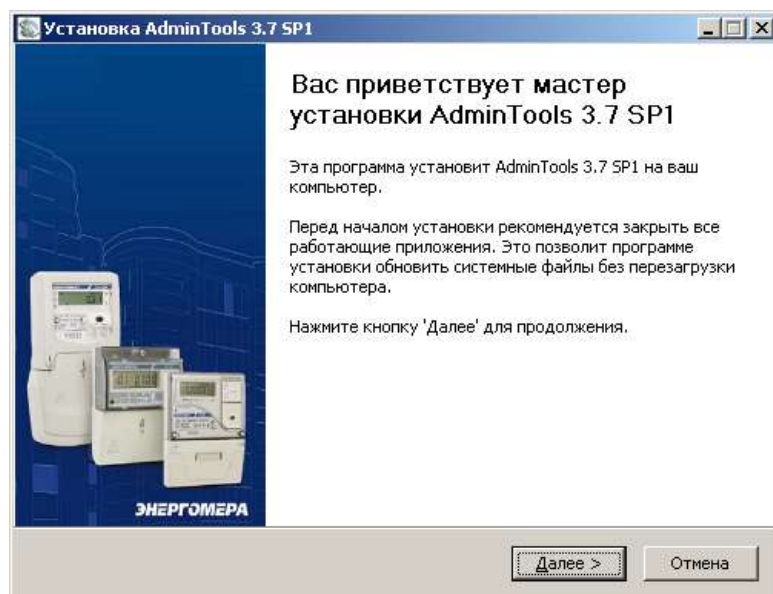 Установка AdminTools 3.7 SP1
Вас приветствует мастер
установки AdminTools 3.7 SP1
Эта программа установит AdminTools 3.7 SP1 на ваш
компьютер.
Перед началом установки рекомендуется закрыть все
работающие приложения. Это позволит программе
установки обновить системные файлы без перезагрузки
компьютера.
Нажмите кнопку 'Далее' для продолжения.
ЭНЕРГОМЕРА
Далее >
Отмена